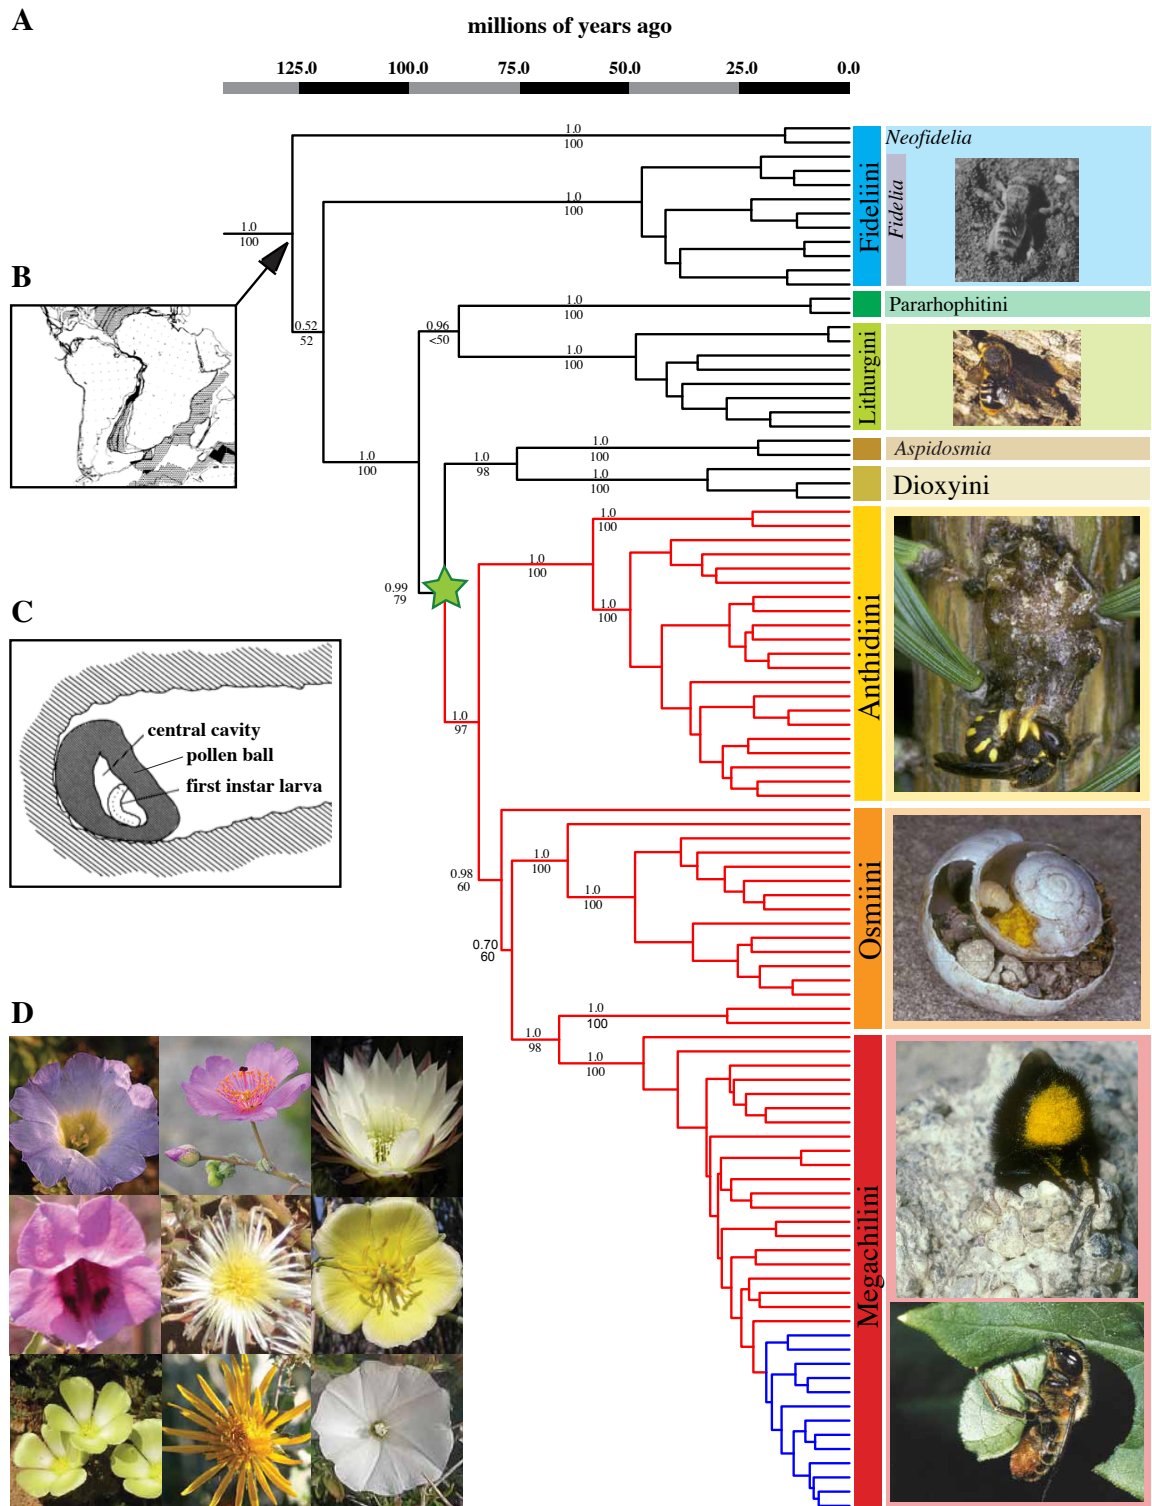 A
millions of years ago
125.0 100.0 75.0 50.0 25.0 0.0
1.0
100
Neofidelia
Fideliini
Fidelia
1.0
100
1.0
100
B
0.52
52
0.96
<50
1.0
100
Pararhophitini
1.0
100
Lithurgini
1.0
100
1.0
98
1.0
100
Aspidosmia
1.0
100
Dioxyini
1.0
100
1.0
100
0.99
79
1.0
100
Anthidiini
C
central cavity
pollen ball
first instar larva
1.0
97
0.98
60
1.0
100
1.0
100
Osmiini
0.70
60
D
1.0
100
1.0
98
1.0
100
Megachilini